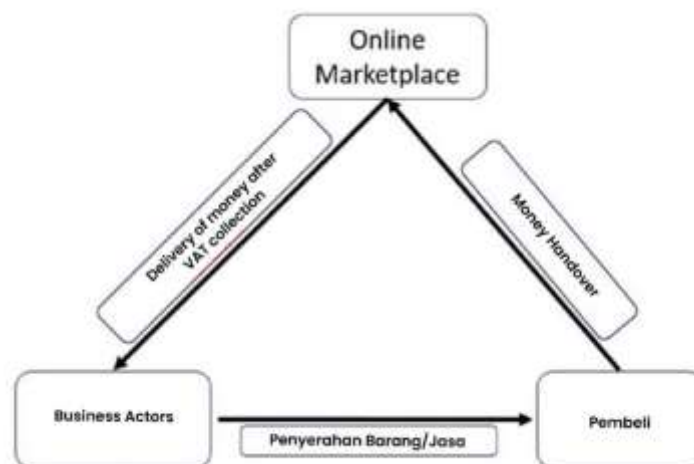 Online
Marketplace
Delivery of money after
VAT collection
Money Handover
Business Actors
Penyerahan Barang/Jasa
Pembeli